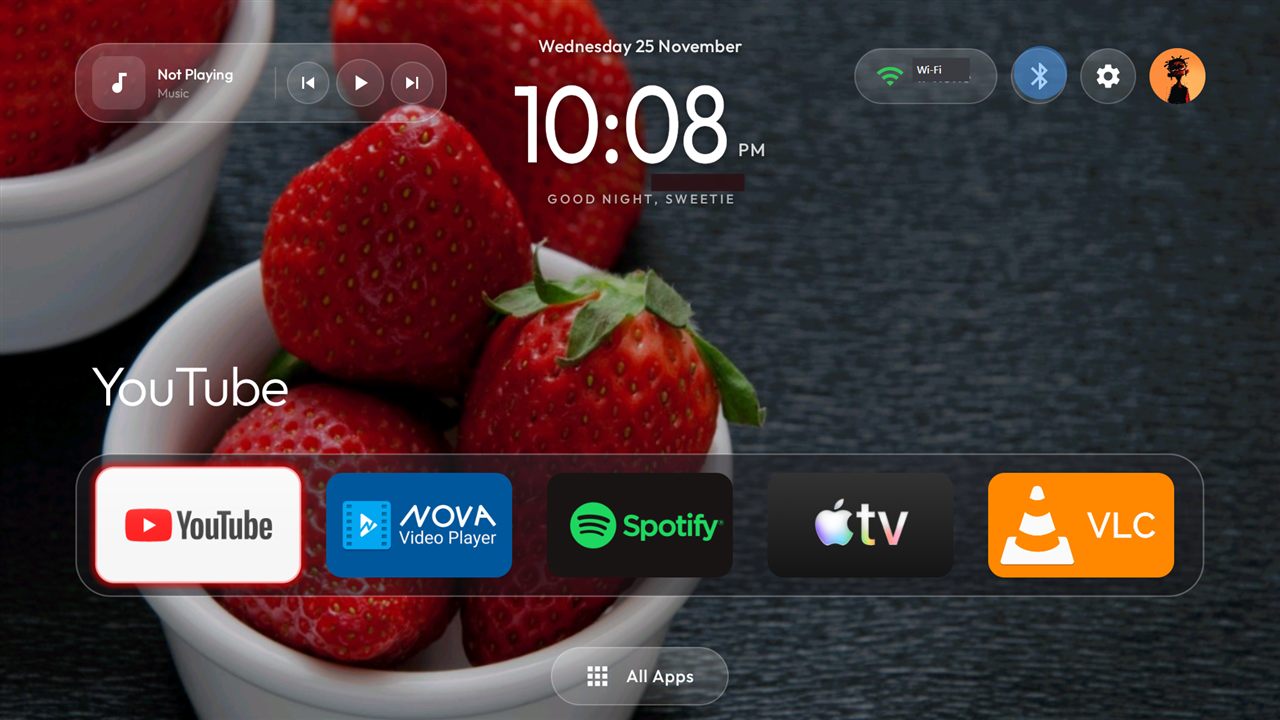 Wednesday 25 November
Not Playing
Music
10:08 PM
Wi-Fi
GOOD NIGHT, SWEETIE
YouTube
YouTube
NOVA
Video Player
Spotify
tv
VLC
All Apps